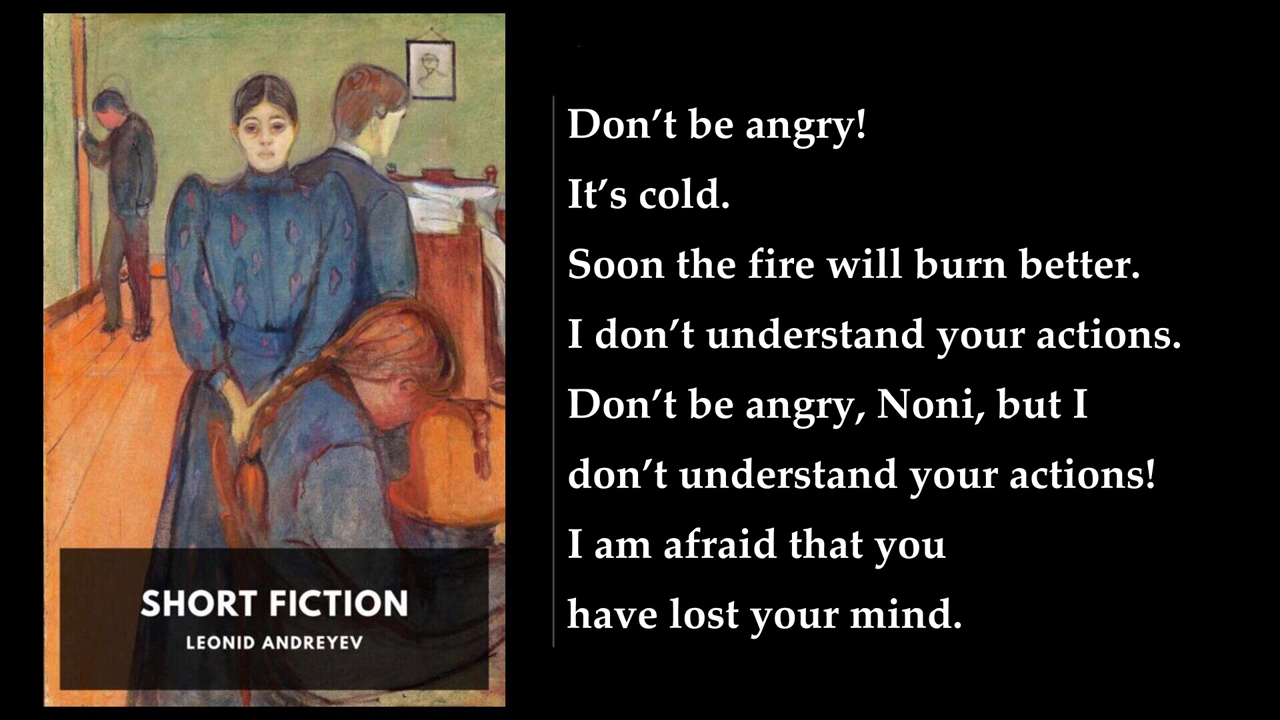 SHORT FICTION
LEONID ANDREYEV
Don’t be angry!
It’s cold.
Soon the fire will burn better.
I don’t understand your actions.
Don’t be angry, Noni, but I
don’t understand your actions!
I am afraid that you
have lost your mind.